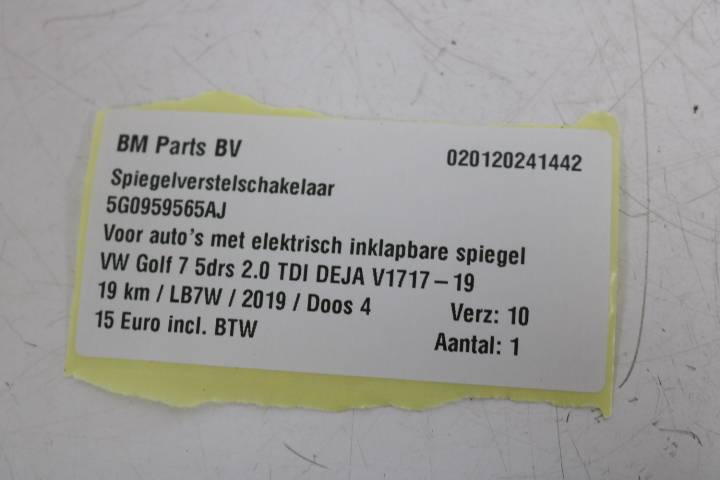 BM Parts BV 020120241442
Spiegelverstelschakelaar
5G0959565AJ
Voor auto's met elektrisch inklapbare spiegel
VW Golf 7 5drs 2.0 TDI DEJA V1717 – 19
19 km / LB7W / 2019 / Doos 4 Verz: 10
15 Euro incl. BTW Aantal: 1